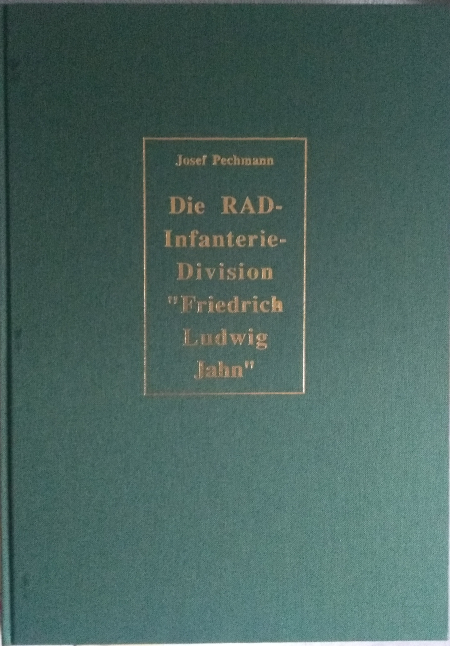 Josef Pechmann
Die RAD-
Infanterie-
Division
"Friedrich
Ludwig
Jahn"